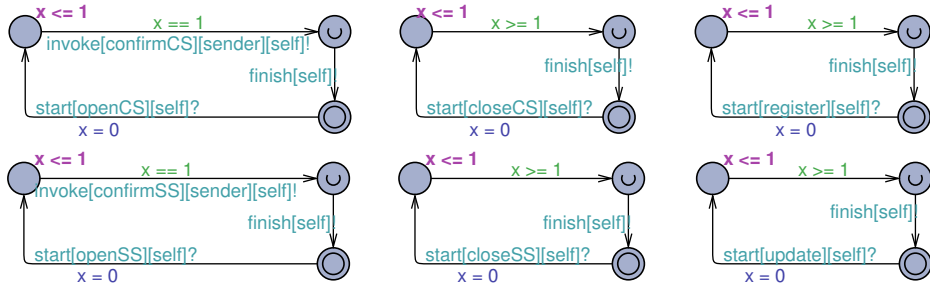 x <= 1
x == 1
invoke[confirmCS][sender][self]!
finish[self]!
start[openCS][self]?
x = 0
x <= 1
x >= 1
finish[self]!
start[closeCS][self]?
x = 0
x <= 1
x >= 1
finish[self]!
start[register][self]?
x = 0
x <= 1
x == 1
invoke[confirmSS][sender][self]!
finish[self]!
start[openSS][self]?
x = 0
x <= 1
x >= 1
finish[self]!
start[closeSS][self]?
x = 0
x <= 1
x >= 1
finish[self]!
start[update][self]?
x = 0